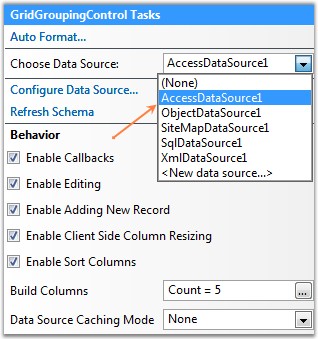 GridGroupingControl Tasks
Auto Format...
Choose Data Source: AccessDataSource1
(None)
Configure Data Source... AccessDataSource1
Refresh Schema ObjectDataSource1
SiteMapDataSource1
Behavior SqlDataSource1
Enable Callbacks XmlDataSource1
<New data source...>
Enable Editing
Enable Adding New Record
Enable Client Side Column Resizing
Enable Sort Columns
Build Columns Count = 5 ...
Data Source Caching Mode None